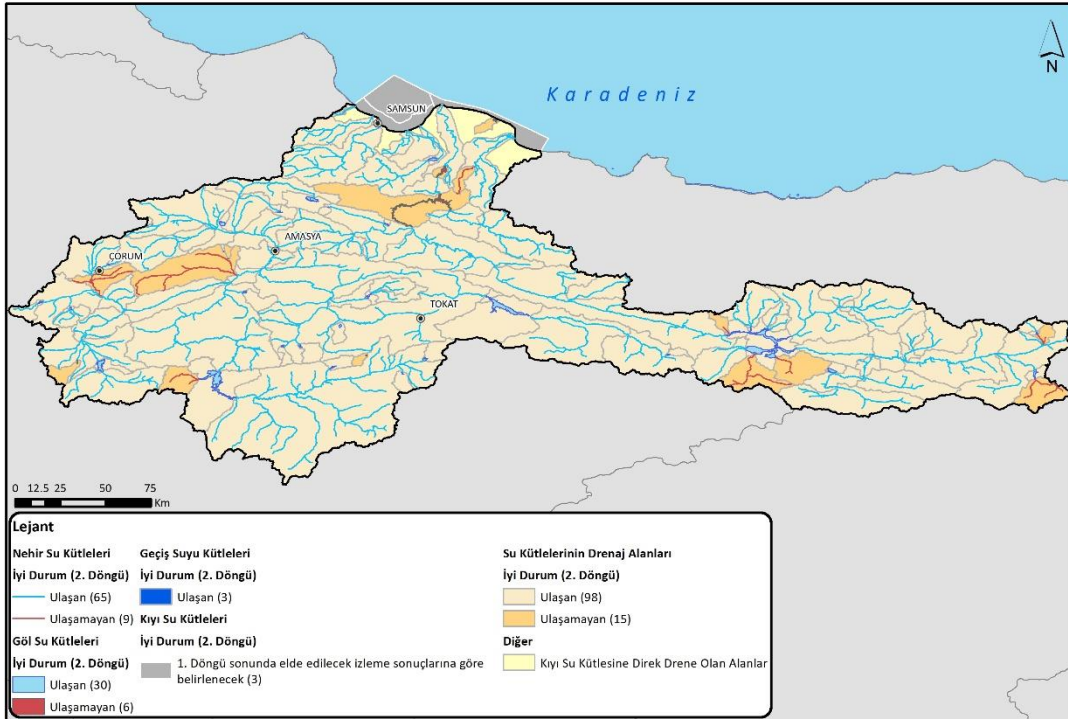 Karadeniz
N
SAMSUN
AMASYA
ÇORUM
TOKAT
0 12.5 25 50 75
Km
Lejant
Nehir Su Kütleleri
İyi Durum (2. Döngü)
Ulaşan (65)
Ulaşamayan (9)
Göl Su Kütleleri
İyi Durum (2. Döngü)
Ulaşan (30)
Ulaşamayan (6)
Geçiş Suyu Kütleleri
İyi Durum (2. Döngü)
Ulaşan (3)
Kıyı Su Kütleleri
İyi Durum (2. Döngü)
1. Döngü sonunda elde edilecek izleme sonuçlarına göre
belirlenecek (3)
Su Kütlelerinin Drenaj Alanları
İyi Durum (2. Döngü)
Ulaşan (98)
Ulaşamayan (15)
Diğer
Kıyı Su Kütlesine Direk Drene Olan Alanlar